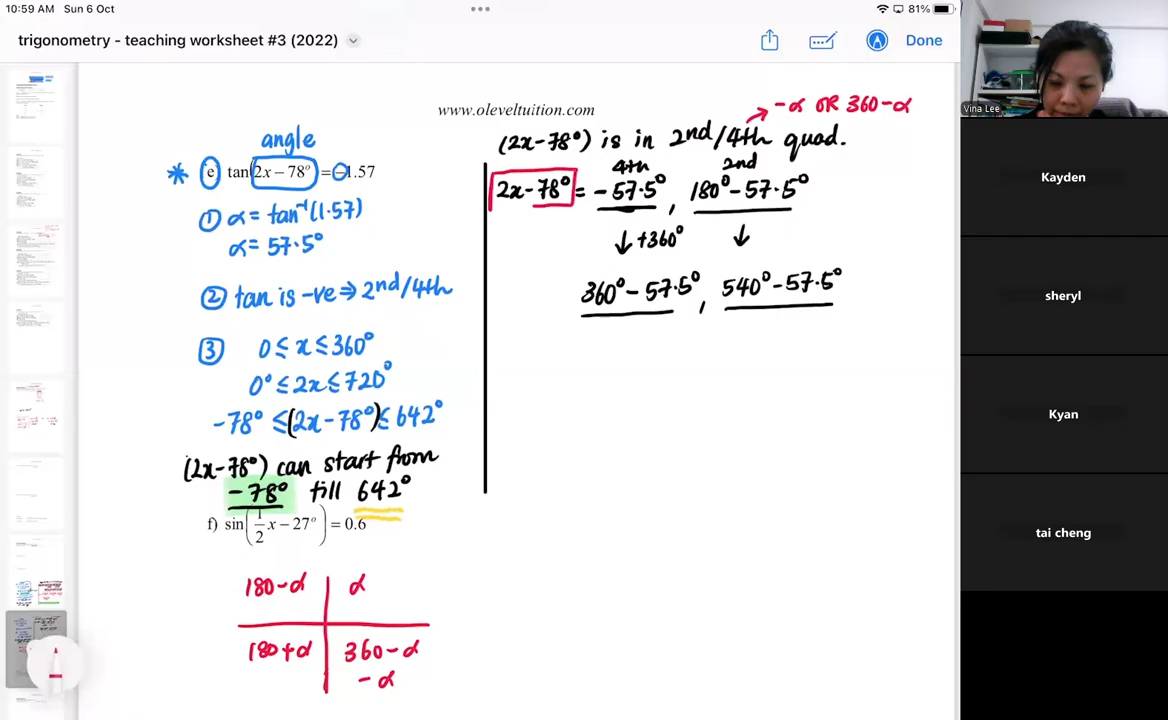 10:59 AM Sun 6 Oct
81%
trigonometry - teaching worksheet #3 (2022)
Done
Vina Lee
Kayden
sheryl
Kyan
tai cheng
www.oleveltuition.com
angle
* (e) tan(2x − 78° = −1.57
① α = tan⁻¹(1.57)
α = 57.5°
② tan is -ve ⇒ 2nd/4th
③ 0 ≤ x ≤ 360°
0° ≤ 2x ≤ 720°
-78° ≤ (2x - 78°) ≤ 642°
(2x-78°) can start from
-78° till 642°
f) sin(1/2 x − 27°) = 0.6
180-α | α
180+α | 360-α
-α
→ -α OR 360-α
(2x-78°) is in 2nd/4th quad.
4th 2nd
2x-78° = -57.5°, 180°-57.5°
↓ +360° ↓
360°-57.5°, 540°-57.5°